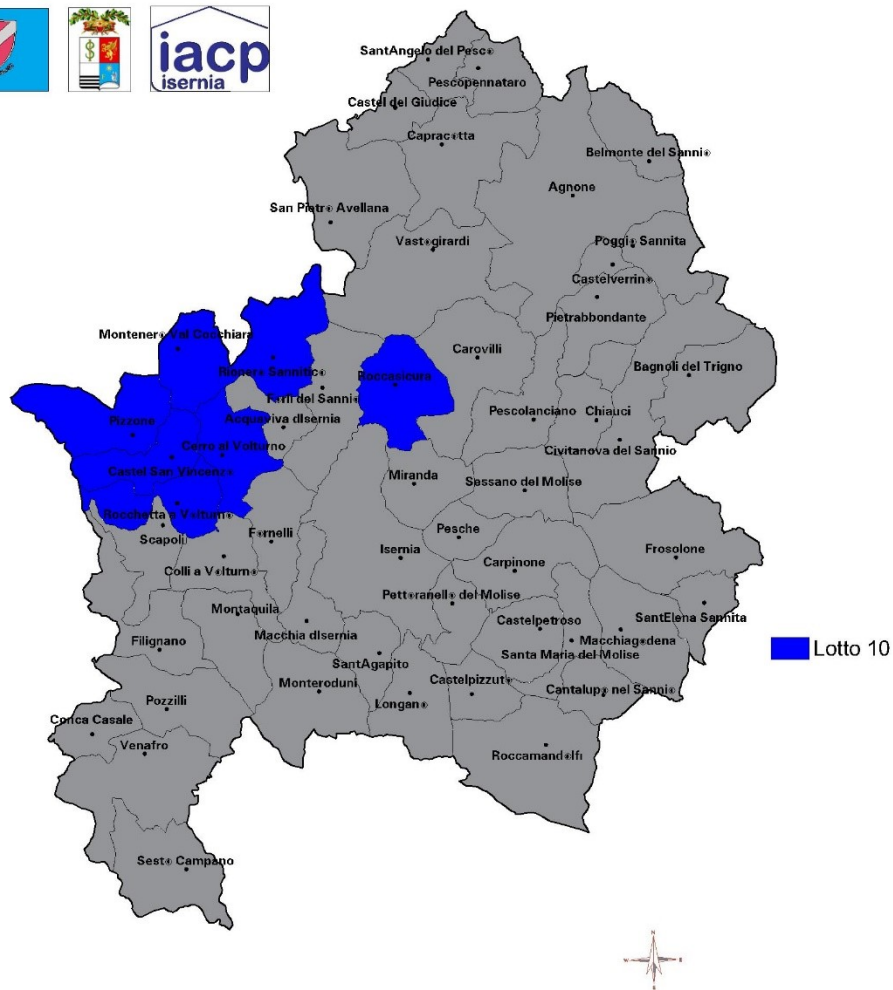 iacp
isernia
SantAngelo del Pesco
Pescopennataro
Castel del Giudice
Capracotta
Belmonte del Sannio
Agnone
San Pietro Avellana
Vastogirardi
Poggio Sannita
Castelverrino
Pietrabbondante
Montenero Val Cocchiara
Carovilli
Rionero Sannitico
Roccasicura
Bagnoli del Trigno
Forli del Sannio
Pizzone
Acquaviva dIsernia
Pescolanciano
Chiauci
Cerro al Volturno
Civitanova del Sannio
Castel San Vincenzo
Miranda
Sessano del Molise
Rocchetta a Volturno
Scapoli
Fornelli
Pesche
Isernia
Carpinone
Frosolone
Colli a Volturno
Pettoranello del Molise
Montaquila
Castelpetroso
SantElena Sannita
Filignano
Macchia dIsernia
Macchiagodena
Santa Maria del Molise
Lotto 10
SantAgapito
Monteroduni
Castelpizzuto
Cantalupo nel Sannio
Longano
Pozzilli
Conca Casale
Venafro
Roccamandolfi
Sesto Campano
N
W
E
S